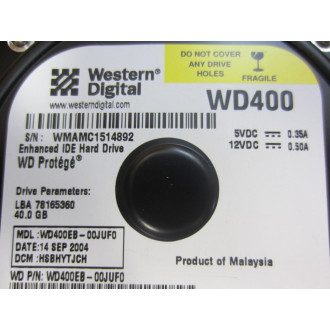 Western
Digital
www.westerndigital.com
DO NOT COVER
ANY DRIVE
HOLES
FRAGILE
WD400
S/N: WMAMC1514892
Enhanced IDE Hard Drive
WD Protégé®
5VDC 0.35A
12VDC 0.50A
Drive Parameters:
LBA 78165360
40.0 GB
MDL: WD400EB-00JUF0
DATE: 14 SEP 2004
DCM: HSBHYTJCH
Product of Malaysia
WD P/N: WD400EB-00JUF0